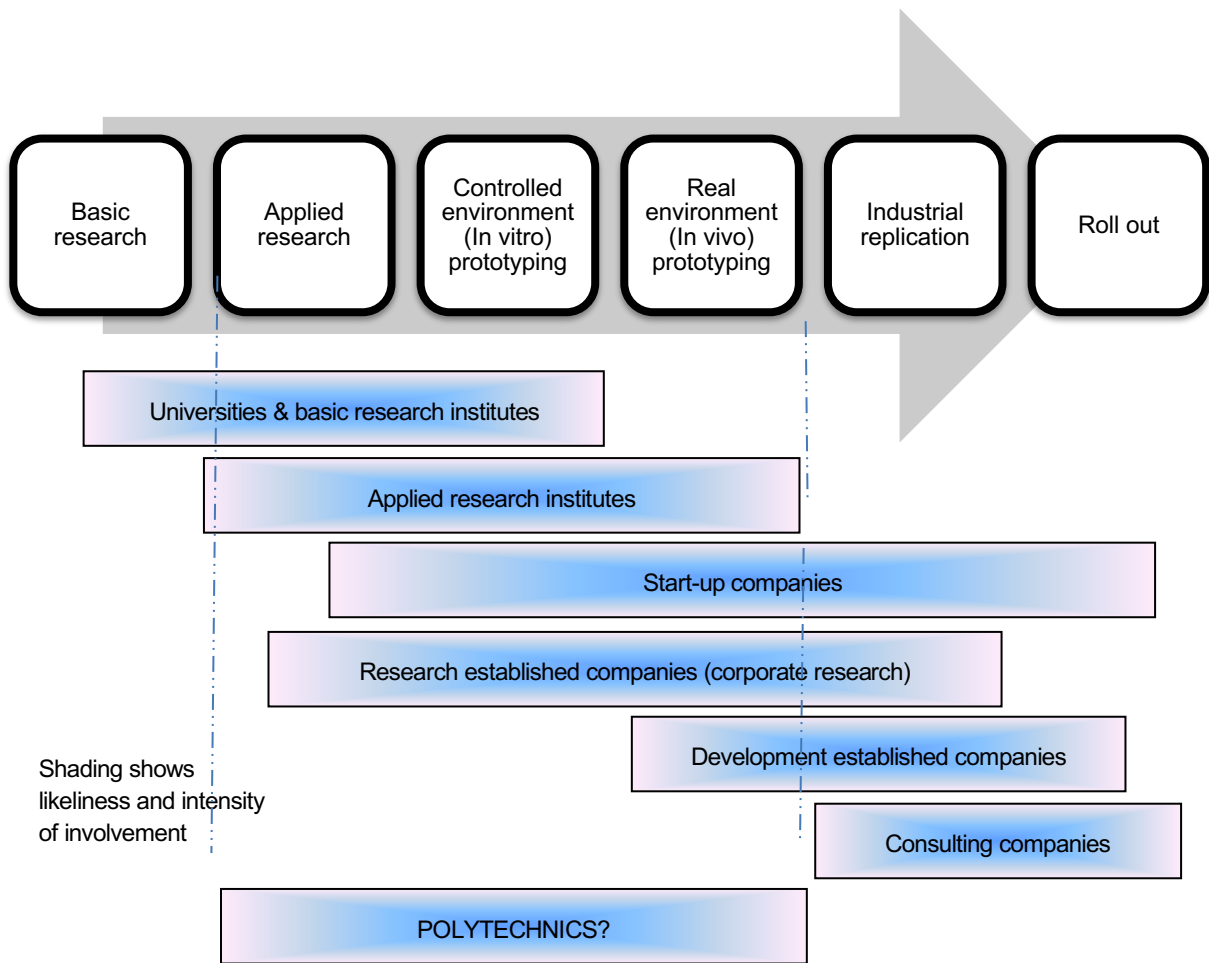 Basic
research
Applied
research
Controlled
environment
(In vitro)
prototyping
Real
environment
(In vivo)
prototyping
Industrial
replication
Roll out
Universities & basic research institutes
Applied research institutes
Start-up companies
Research established companies (corporate research)
Development established companies
Shading shows
likeliness and intensity
of involvement
Consulting companies
POLYTECHNICS?